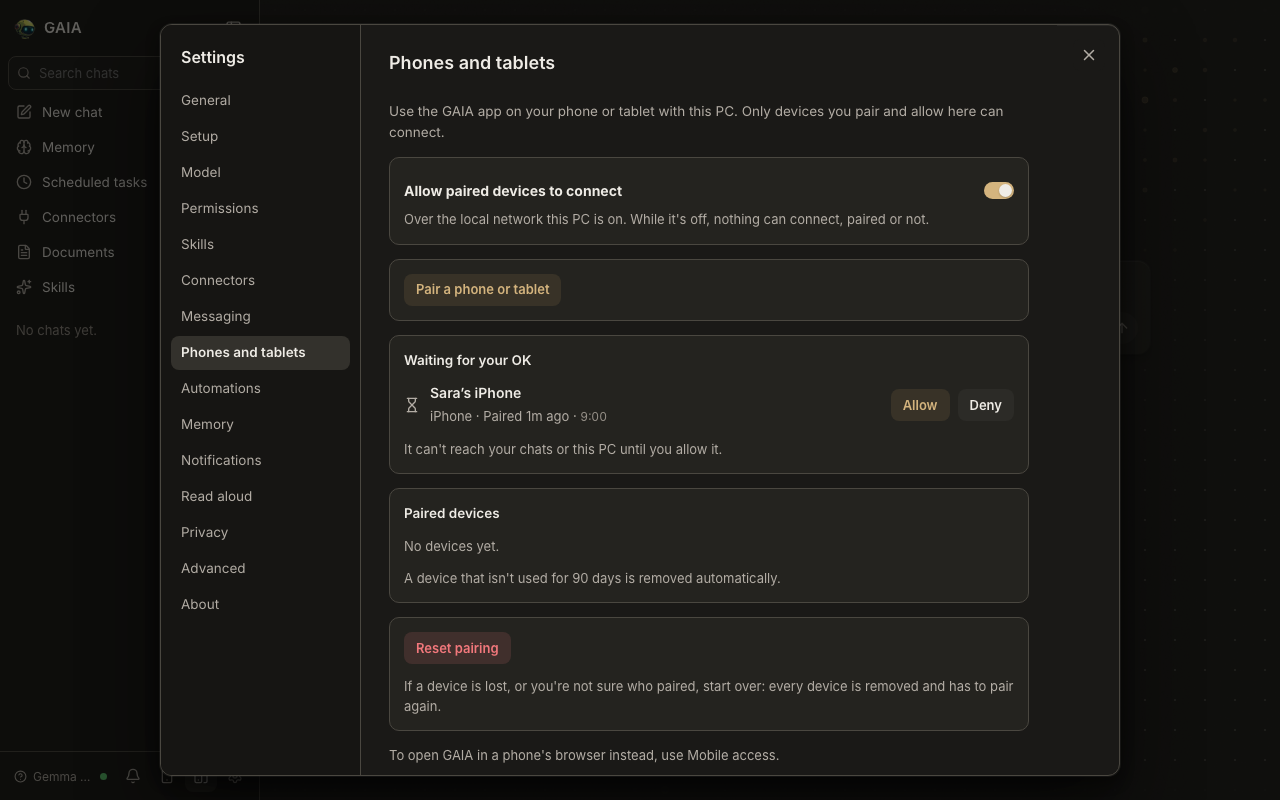 GAIA
Search chats
New chat
Memory
Scheduled tasks
Connectors
Documents
Skills
No chats yet.
Gemma ...
Settings
General
Setup
Model
Permissions
Skills
Connectors
Messaging
Phones and tablets
Automations
Memory
Notifications
Read aloud
Privacy
Advanced
About
Phones and tablets
Use the GAIA app on your phone or tablet with this PC. Only devices you pair and allow here can
connect.
Allow paired devices to connect
Over the local network this PC is on. While it's off, nothing can connect, paired or not.
Pair a phone or tablet
Waiting for your OK
Sara’s iPhone
iPhone · Paired 1m ago · 9:00
Allow
Deny
It can't reach your chats or this PC until you allow it.
Paired devices
No devices yet.
A device that isn't used for 90 days is removed automatically.
Reset pairing
If a device is lost, or you're not sure who paired, start over: every device is removed and has to pair
again.
To open GAIA in a phone's browser instead, use Mobile access.